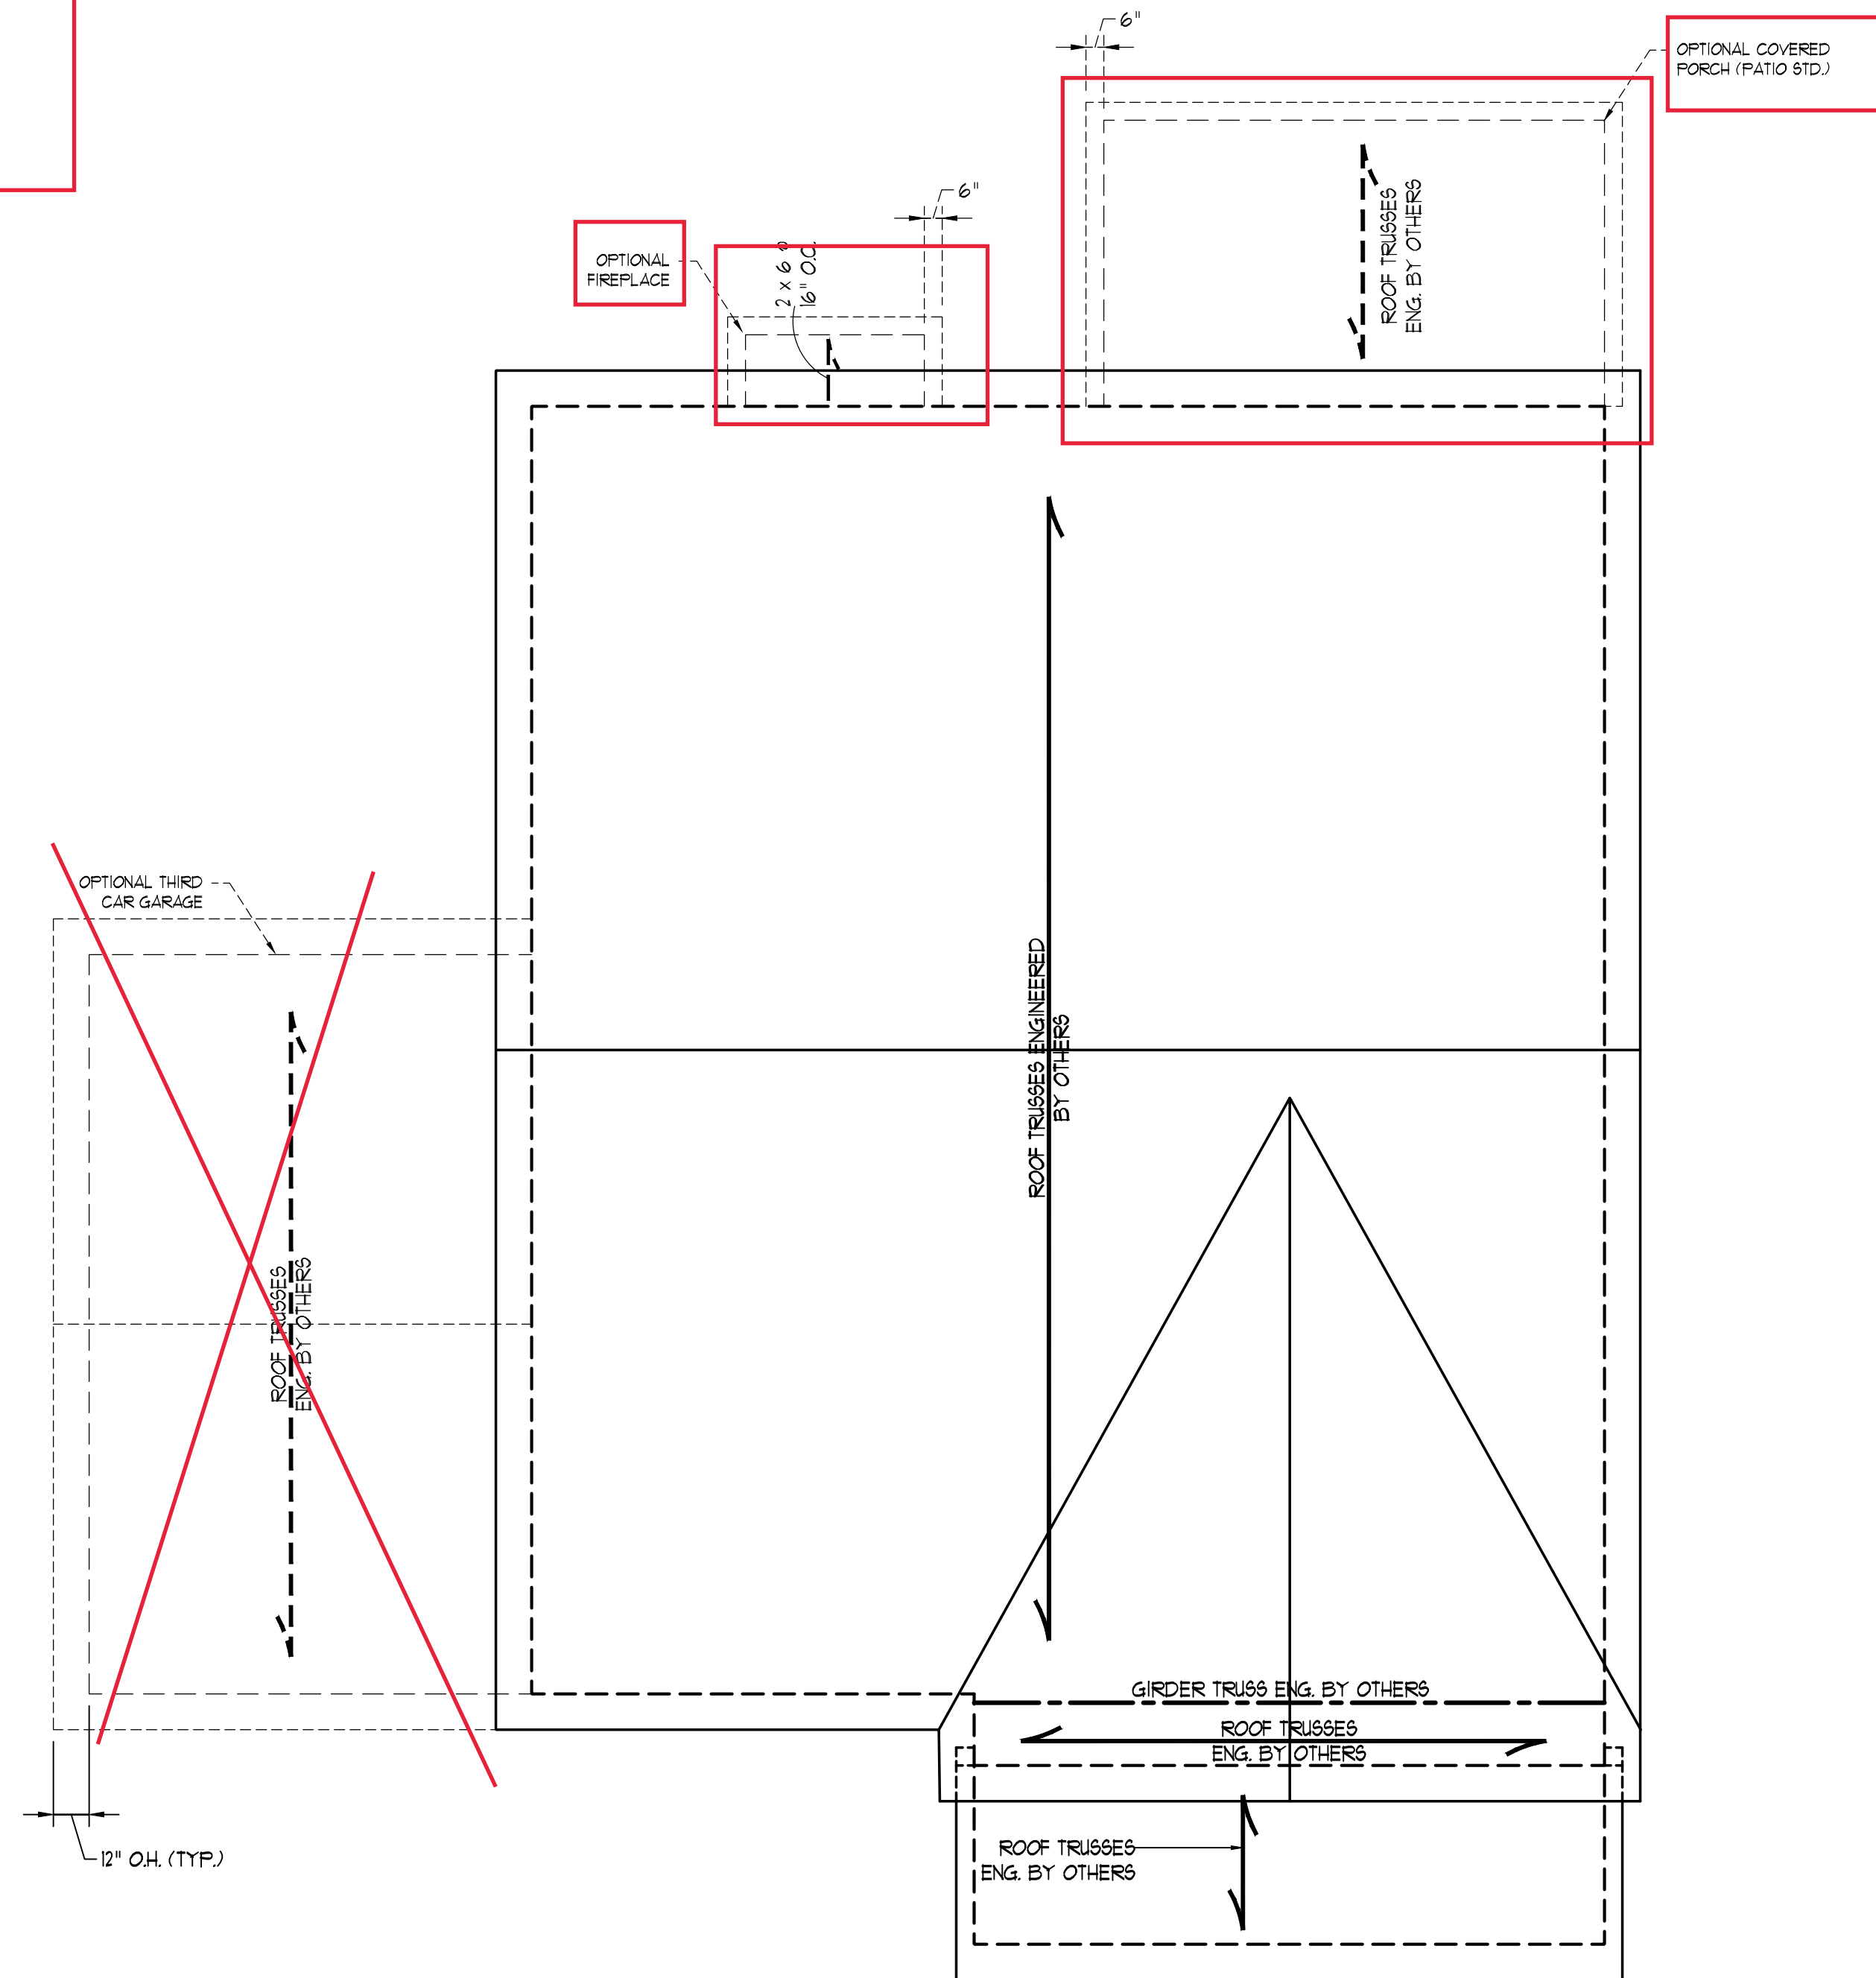 6"
OPTIONAL COVERED
PORCH (PATIO STD.)
6"
ROOF TRUSSES
ENG. BY OTHERS
OPTIONAL
FIREPLACE
2 x 6 @
16" O.C.
OPTIONAL THIRD
CAR GARAGE
ROOF TRUSSES ENGINEERED
BY OTHERS
ROOF TRUSSES
ENG. BY OTHERS
GIRDER TRUSS ENG. BY OTHERS
ROOF TRUSSES
ENG. BY OTHERS
ROOF TRUSSES
ENG. BY OTHERS
12" O.H. (TYP.)